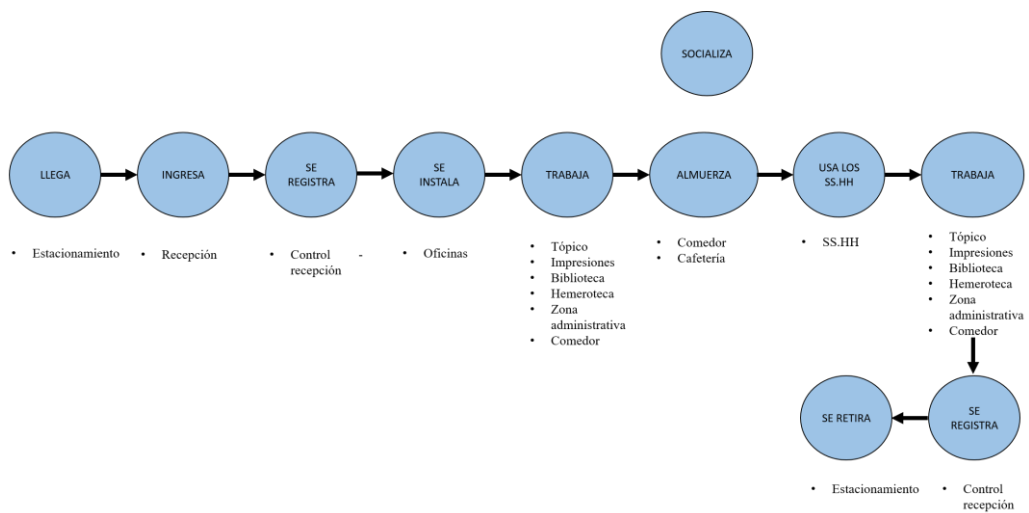 SOCIALIZA
LLEGA
INGRESA
SE
REGISTRA
SE
INSTALA
TRABAJA
ALMUERZA
USA LOS
SS.HH
TRABAJA
• Estacionamiento
• Recepción
• Control -
recepción
• Oficinas
• Tópico
• Impresiones
• Biblioteca
• Hemeroteca
• Zona
administrativa
• Comedor
• Comedor
• Cafetería
• SS.HH
• Tópico
• Impresiones
• Biblioteca
• Hemeroteca
• Zona
administrativa
• Comedor
SE RETIRA
SE
REGISTRA
• Estacionamiento
• Control
recepción